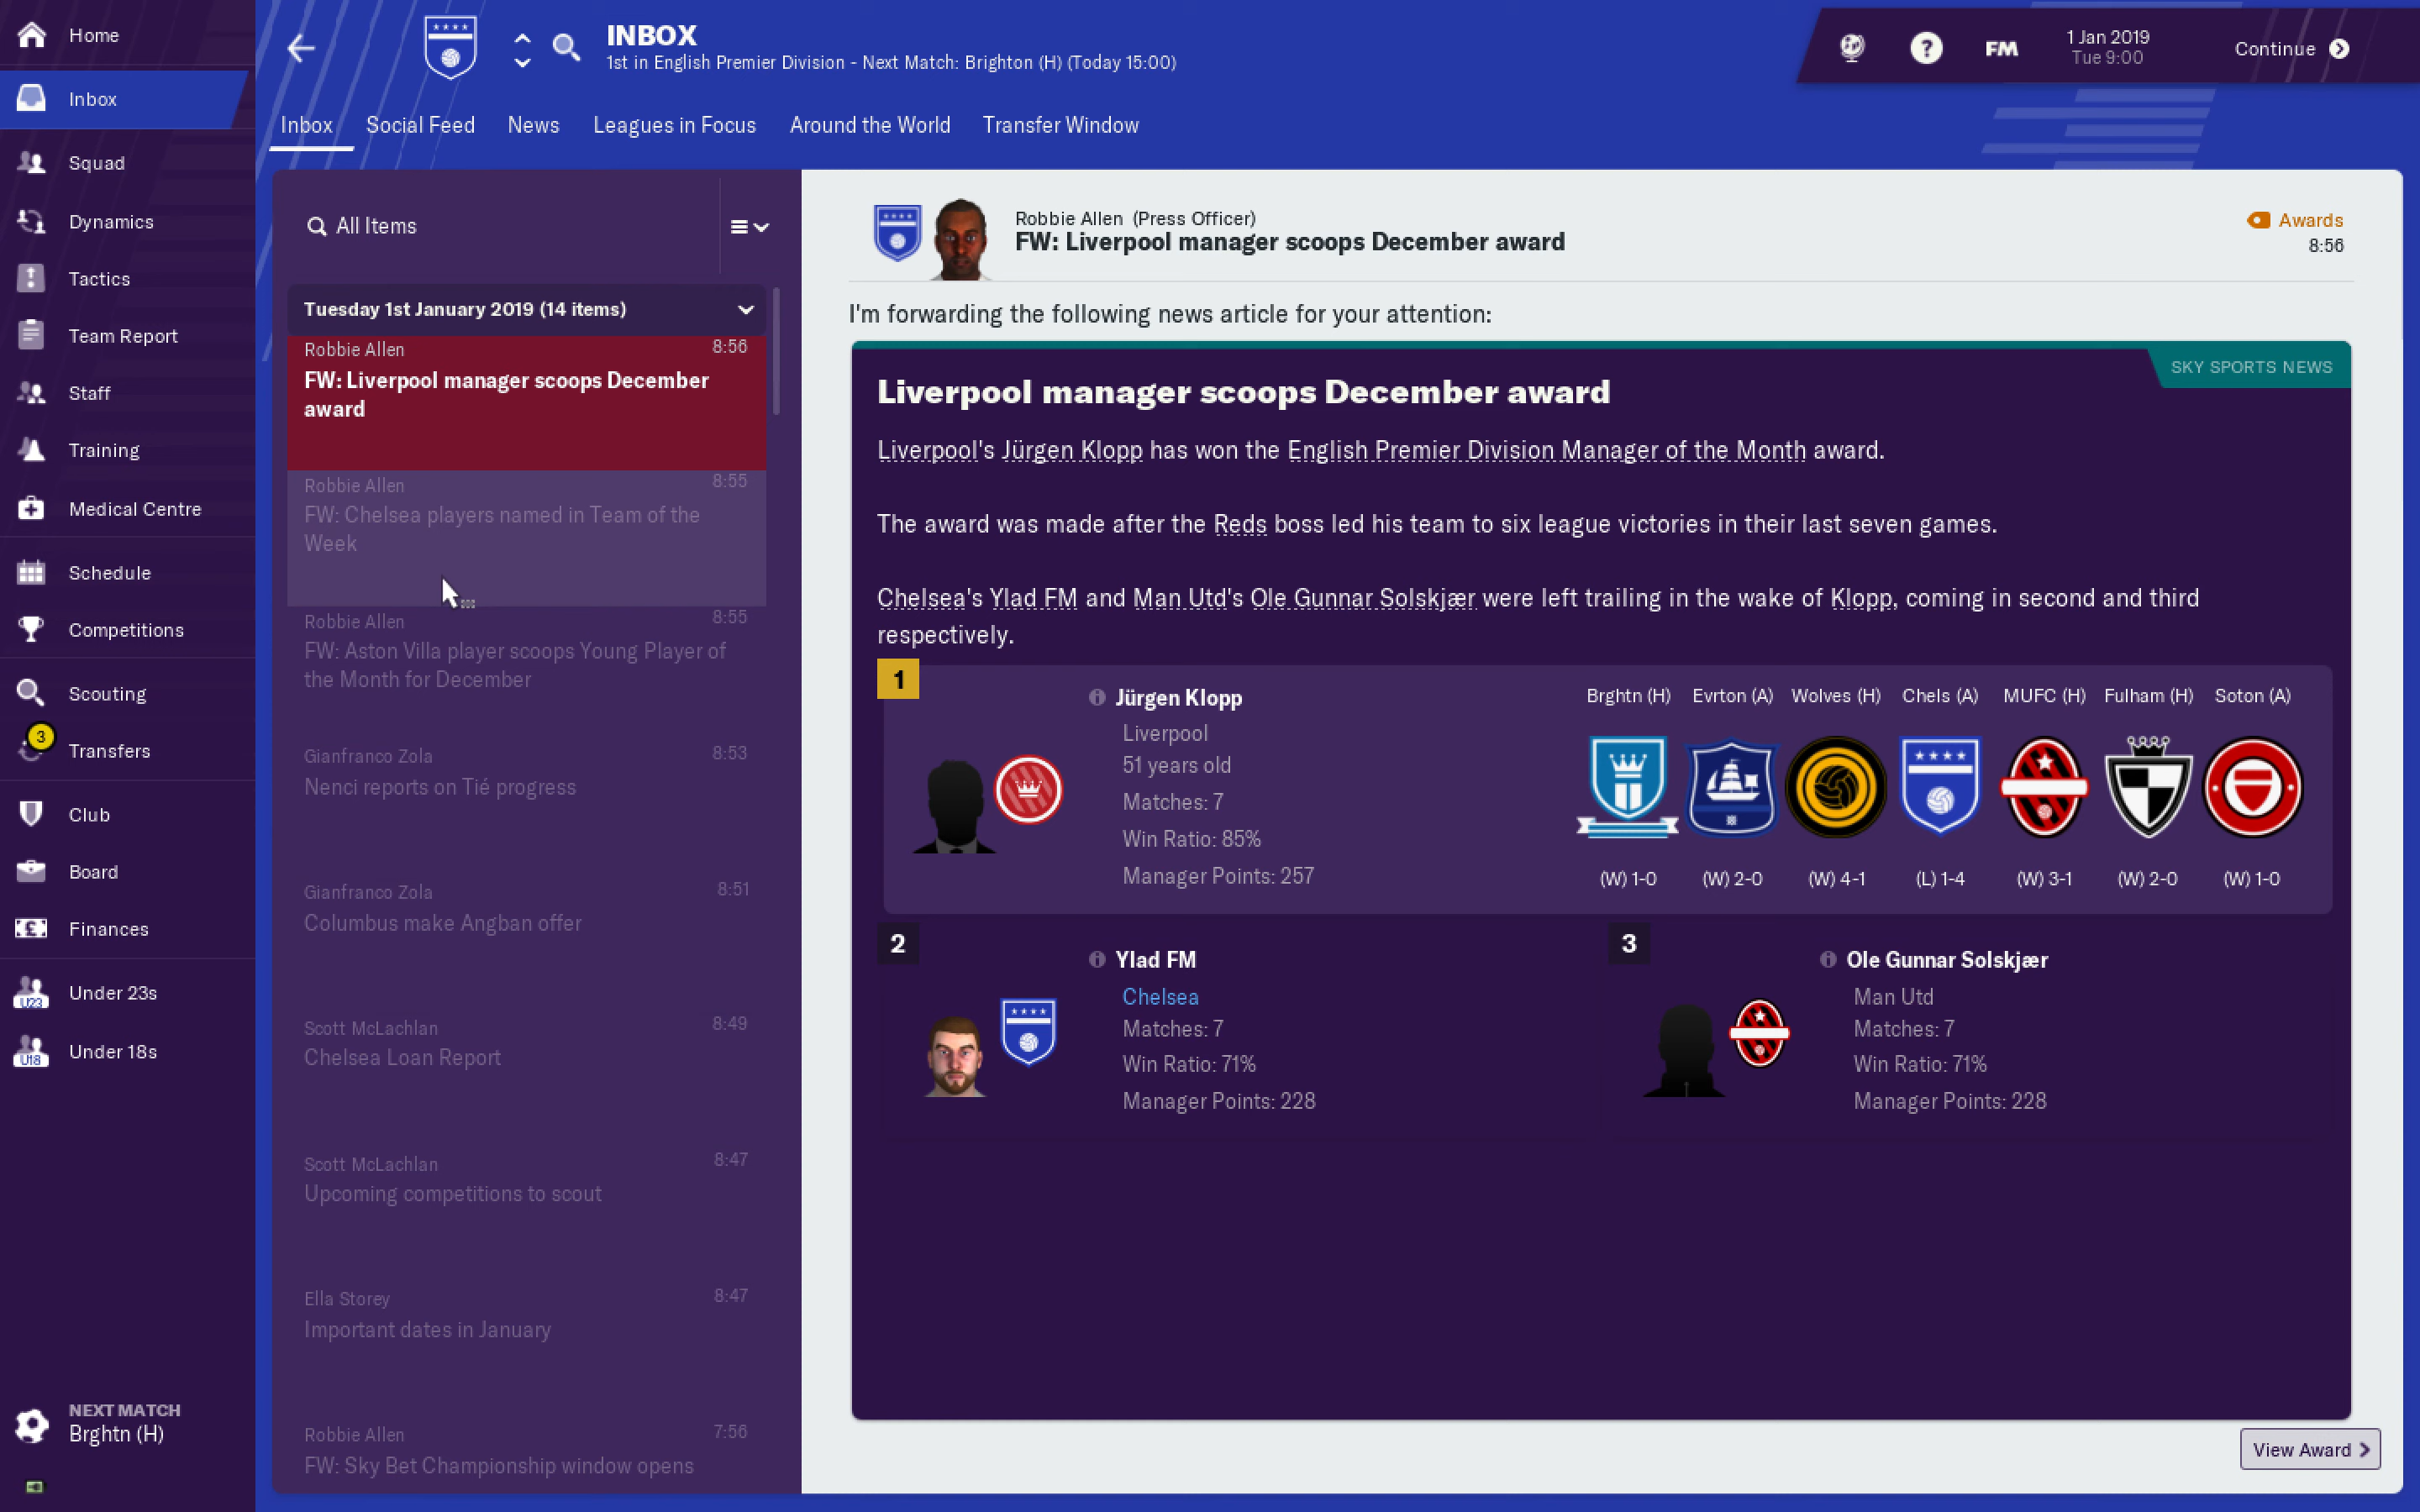 Home
Inbox
Squad
Dynamics
Tactics
Team Report
Staff
Training
Medical Centre
Schedule
Competitions
Scouting
3
Transfers
Club
Board
Finances
U23
Under 23s
U18
Under 18s
NEXT MATCH
Brghtn (H)
INBOX
1st in English Premier Division - Next Match: Brighton (H) (Today 15:00)
FM
1 Jan 2019
Tue 9:00
Continue
Inbox Social Feed News Leagues in Focus Around the World Transfer Window
All Items
Tuesday 1st January 2019 (14 items)
Robbie Allen 8:56
FW: Liverpool manager scoops December
award
Robbie Allen 8:55
FW: Chelsea players named in Team of the
Week
Robbie Allen 8:55
FW: Aston Villa player scoops Young Player of
the Month for December
Gianfranco Zola 8:53
Nenci reports on Tié progress
Gianfranco Zola 8:51
Columbus make Angban offer
Scott McLachlan 8:49
Chelsea Loan Report
Scott McLachlan 8:47
Upcoming competitions to scout
Ella Storey 8:47
Important dates in January
Robbie Allen 7:56
FW: Sky Bet Championship window opens
Robbie Allen (Press Officer)
FW: Liverpool manager scoops December award
Awards
8:56
I'm forwarding the following news article for your attention:
SKY SPORTS NEWS
Liverpool manager scoops December award
Liverpool's Jürgen Klopp has won the English Premier Division Manager of the Month award.
The award was made after the Reds boss led his team to six league victories in their last seven games.
Chelsea's Ylad FM and Man Utd's Ole Gunnar Solskjær were left trailing in the wake of Klopp, coming in second and third
respectively.
1
Jürgen Klopp
Liverpool
51 years old
Matches: 7
Win Ratio: 85%
Manager Points: 257
Brghtn (H) Evrton (A) Wolves (H) Chels (A) MUFC (H) Fulham (H) Soton (A)
(W) 1-0 (W) 2-0 (W) 4-1 (L) 1-4 (W) 3-1 (W) 2-0 (W) 1-0
2
Ylad FM
Chelsea
Matches: 7
Win Ratio: 71%
Manager Points: 228
3
Ole Gunnar Solskjær
Man Utd
Matches: 7
Win Ratio: 71%
Manager Points: 228
View Award